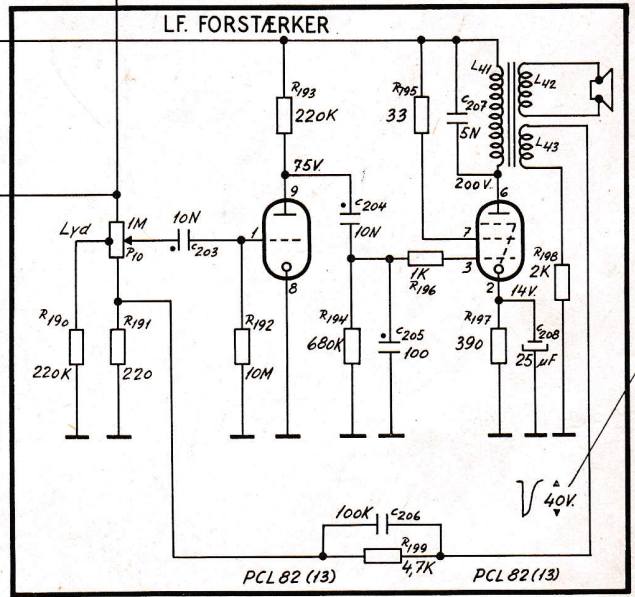 LF. FORSTÆRKER
R193
220K
R195
33
C207
5N
L41
L42
L43
75V.
200V.
9
6
C204
10N
Lyd
1M
P10
10N
C203
1
7
3
1K
R196
8
2
14V.
R198
2K
R190
220K
R191
220
R192
10M
R194
680K
C205
100
R197
390
C208
25 µF
40V.
100K
C206
R199
4,7K
PCL 82 (13)
PCL 82 (13)